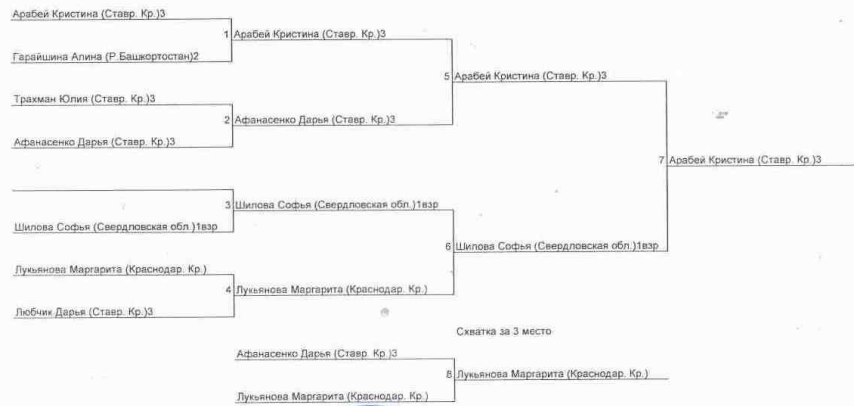 Арабей Кристина (Ставр. Кр.)3
1 Арабей Кристина (Ставр. Кр.)3
Гарайшина Алина (Р.Башкортостан)2
5 Арабей Кристина (Ставр. Кр.)3
Трахман Юлия (Ставр. Кр.)3
2 Афанасенко Дарья (Ставр. Кр.)3
Афанасенко Дарья (Ставр. Кр.)3
7 Арабей Кристина (Ставр. Кр.)3
3 Шилова Софья (Свердловская обл.)1взр
Шилова Софья (Свердловская обл.)1взр
6 Шилова Софья (Свердловская обл.)1взр
Лукьянова Маргарита (Краснодар. Кр.)
4 Лукьянова Маргарита (Краснодар. Кр.)
Любчик Дарья (Ставр. Кр.)3
Схватка за 3 место
Афанасенко Дарья (Ставр. Кр.)3
8 Лукьянова Маргарита (Краснодар. Кр.)
Лукьянова Маргарита (Краснодар. Кр.)